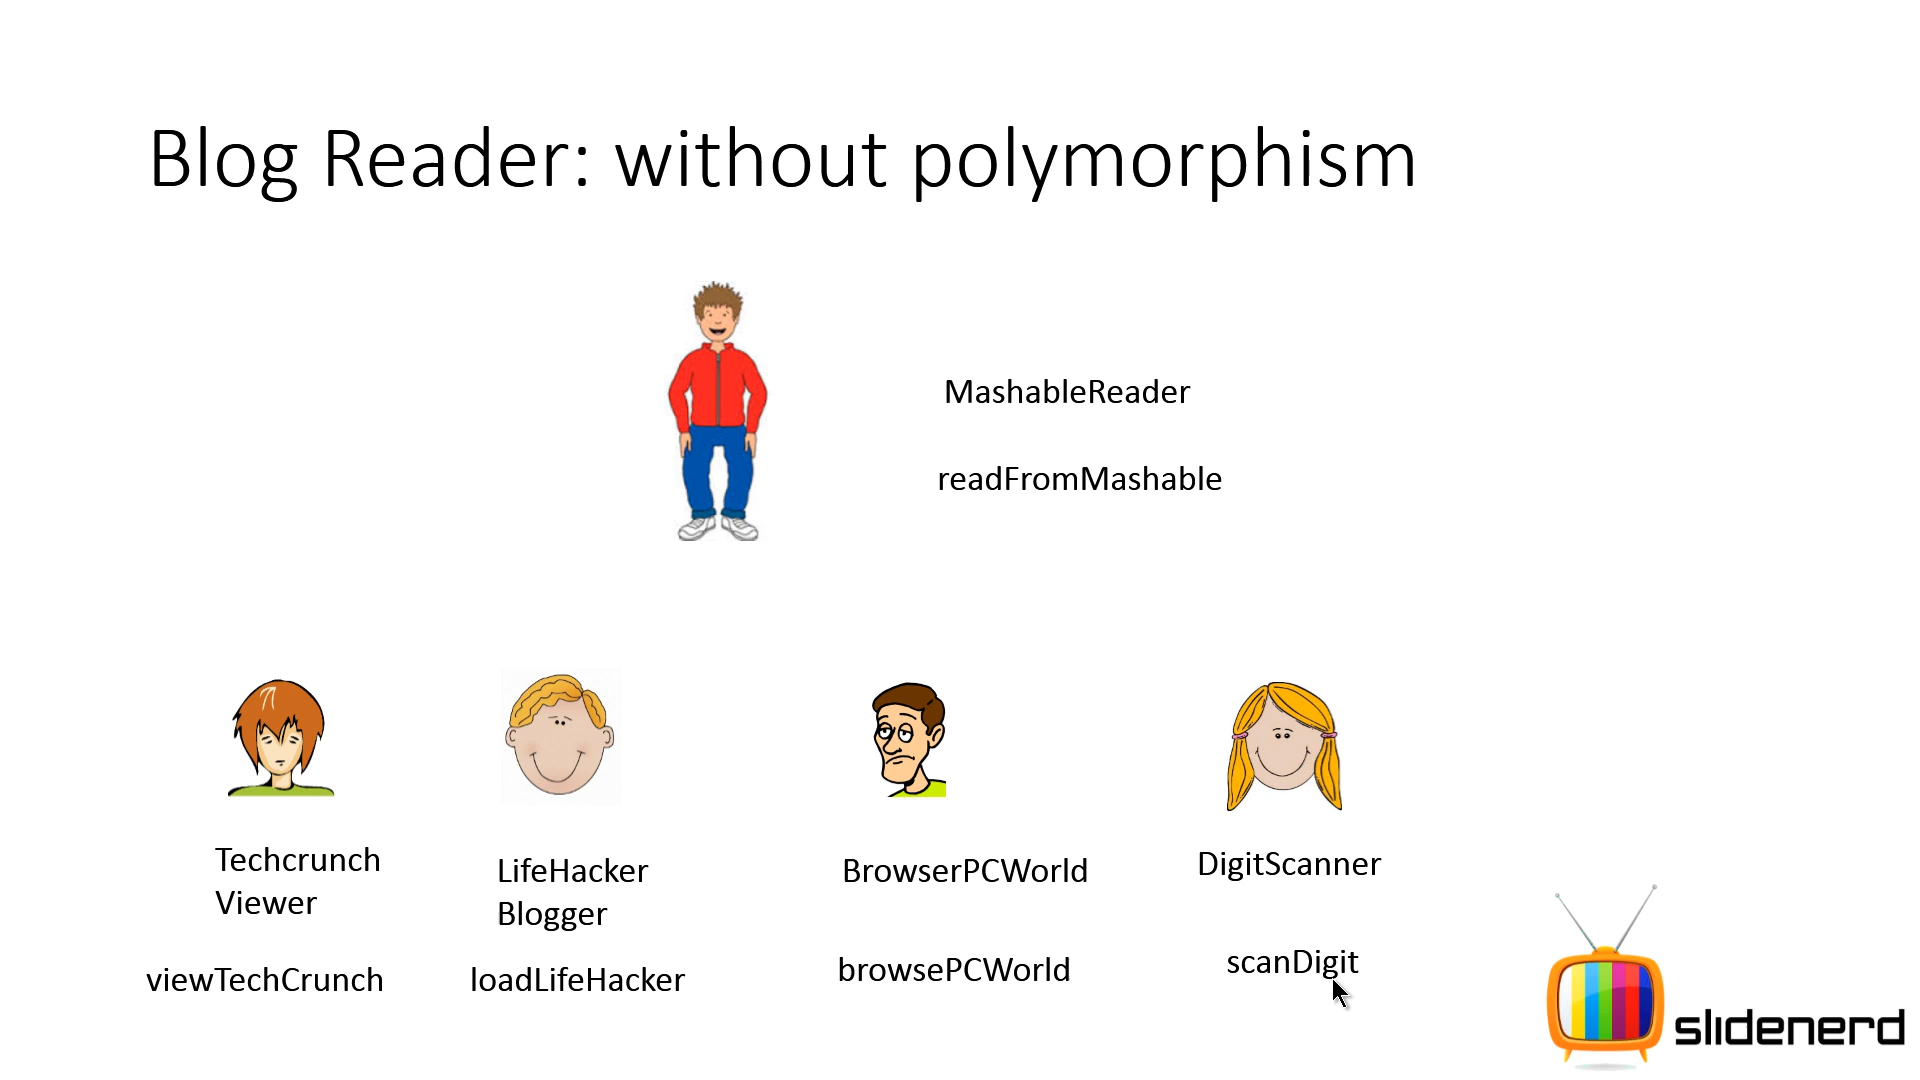 Blog Reader: without polymorphism
MashableReader
readFromMashable
Techcrunch
Viewer
LifeHacker
Blogger
BrowserPCWorld
DigitScanner
viewTechCrunch
loadLifeHacker
browsePCWorld
scanDigit
slidenerd